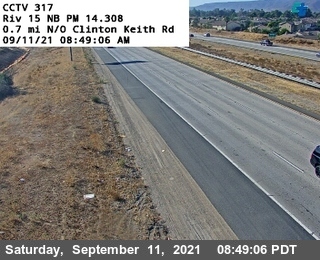 CCTV 317
Riv 15 NB PM 14.308
0.7 mi N/O Clinton Keith Rd
09/11/21 08:49:06 AM
Saturday, September 11, 2021 08:49:06 PDT